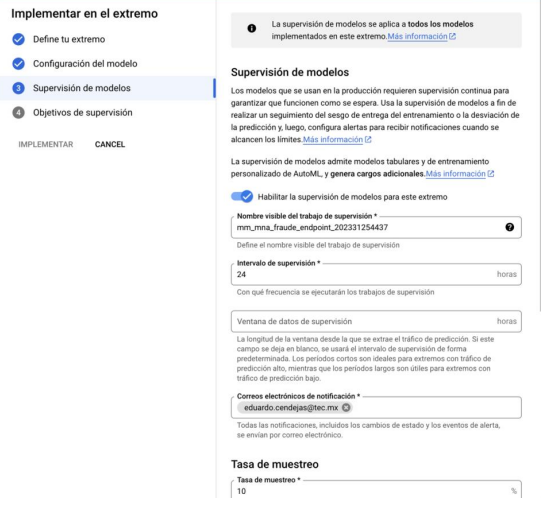 Implementar en el extremo
Define tu extremo
Configuración del modelo
3 Supervisión de modelos
4 Objetivos de supervisión
IMPLEMENTAR CANCEL
La supervisión de modelos se aplica a todos los modelos
implementados en este extremo. Más información
Supervisión de modelos
Los modelos que se usan en la producción requieren supervisión continua para
garantizar que funcionen como se espera. Usa la supervisión de modelos a fin de
realizar un seguimiento del sesgo de entrega del entrenamiento o la desviación de
la predicción y, luego, configura alertas para recibir notificaciones cuando se
alcancen los límites. Más información
La supervisión de modelos admite modelos tabulares y de entrenamiento
personalizado de AutoML, y genera cargos adicionales. Más información
Habilitar la supervisión de modelos para este extremo
Nombre visible del trabajo de supervisión *
mm_mna_fraude_endpoint_202331254437
Define el nombre visible del trabajo de supervisión
Intervalo de supervisión *
24 horas
Con qué frecuencia se ejecutarán los trabajos de supervisión
Ventana de datos de supervisión horas
La longitud de la ventana desde la que se extrae el tráfico de predicción. Si este
campo se deja en blanco, se usará el intervalo de supervisión de forma
predeterminada. Los períodos cortos son ideales para extremos con tráfico de
predicción alto, mientras que los períodos largos son útiles para extremos con
tráfico de predicción bajo.
Correos electrónicos de notificación *
eduardo.cendejas@tec.mx
Todas las notificaciones, incluidos los cambios de estado y los eventos de alerta,
se envían por correo electrónico.
Tasa de muestreo
Tasa de muestreo *
10 %